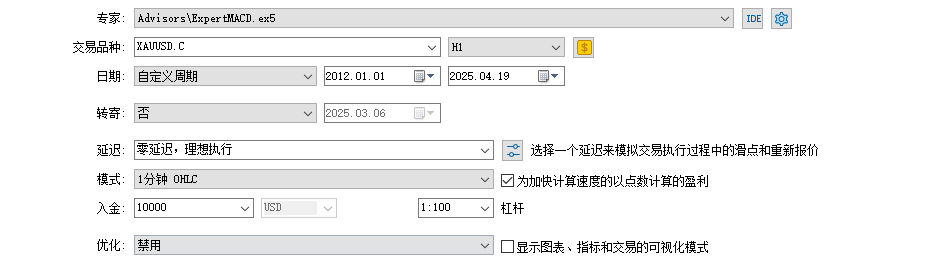 专家: Advisors\ExpertMACD.ex5 IDE
交易品种: XAUUSD.C H1 $
日期: 自定义周期 2012.01.01 2025.04.19
转寄: 否 2025.03.06
延迟: 零延迟，理想执行 选择一个延迟来模拟交易执行过程中的滑点和重新报价
模式: 1分钟 OHLC 为加快计算速度的以点数计算的盈利
入金: 10000 USD 1:100 杠杆
优化: 禁用 显示图表、指标和交易的可视化模式